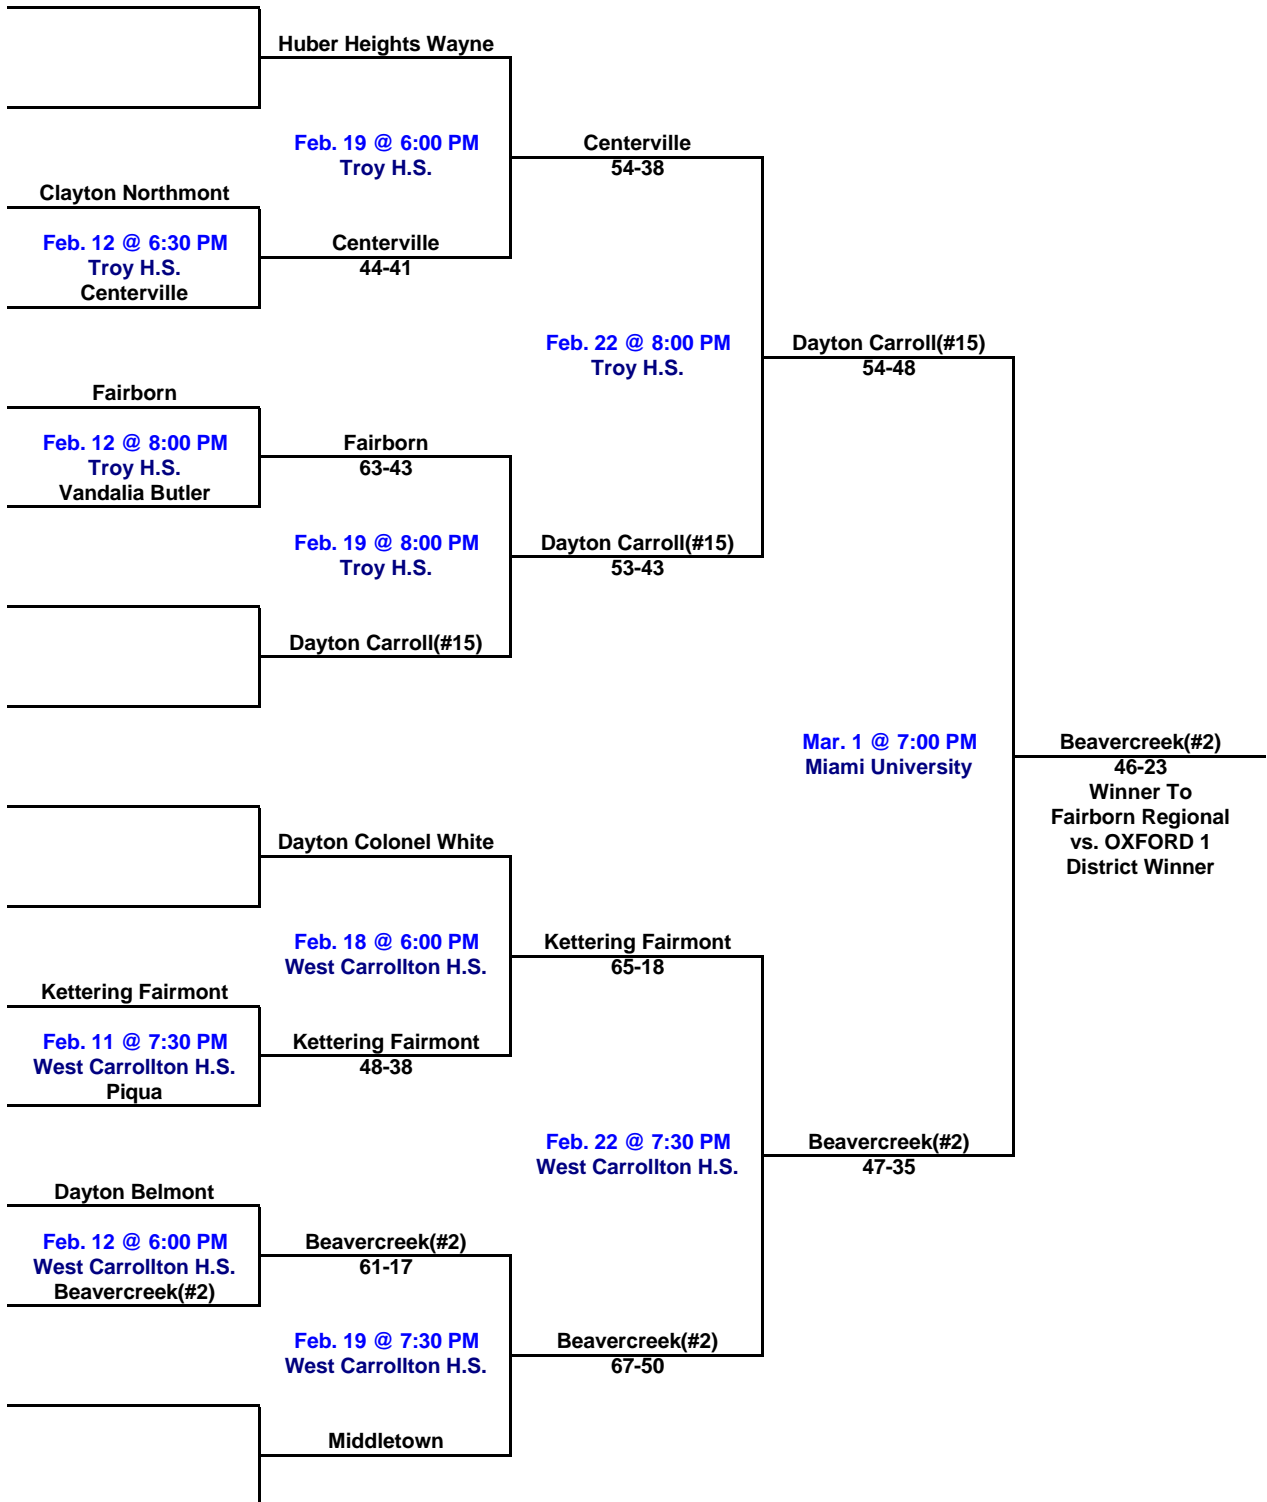 Huber Heights Wayne
Feb. 19 @ 6:00 PM
Troy H.S.
Centerville
54-38
Clayton Northmont
Feb. 12 @ 6:30 PM
Troy H.S.
Centerville
Centerville
44-41
Feb. 22 @ 8:00 PM
Troy H.S.
Dayton Carroll(#15)
54-48
Fairborn
Feb. 12 @ 8:00 PM
Troy H.S.
Vandalia Butler
Fairborn
63-43
Feb. 19 @ 8:00 PM
Troy H.S.
Dayton Carroll(#15)
53-43
Dayton Carroll(#15)
Mar. 1 @ 7:00 PM
Miami University
Beavercreek(#2)
46-23
Winner To
Fairborn Regional
vs. OXFORD 1
District Winner
Dayton Colonel White
Feb. 18 @ 6:00 PM
West Carrollton H.S.
Kettering Fairmont
65-18
Kettering Fairmont
Feb. 11 @ 7:30 PM
West Carrollton H.S.
Piqua
Kettering Fairmont
48-38
Feb. 22 @ 7:30 PM
West Carrollton H.S.
Beavercreek(#2)
47-35
Dayton Belmont
Feb. 12 @ 6:00 PM
West Carrollton H.S.
Beavercreek(#2)
Beavercreek(#2)
61-17
Feb. 19 @ 7:30 PM
West Carrollton H.S.
Beavercreek(#2)
67-50
Middletown